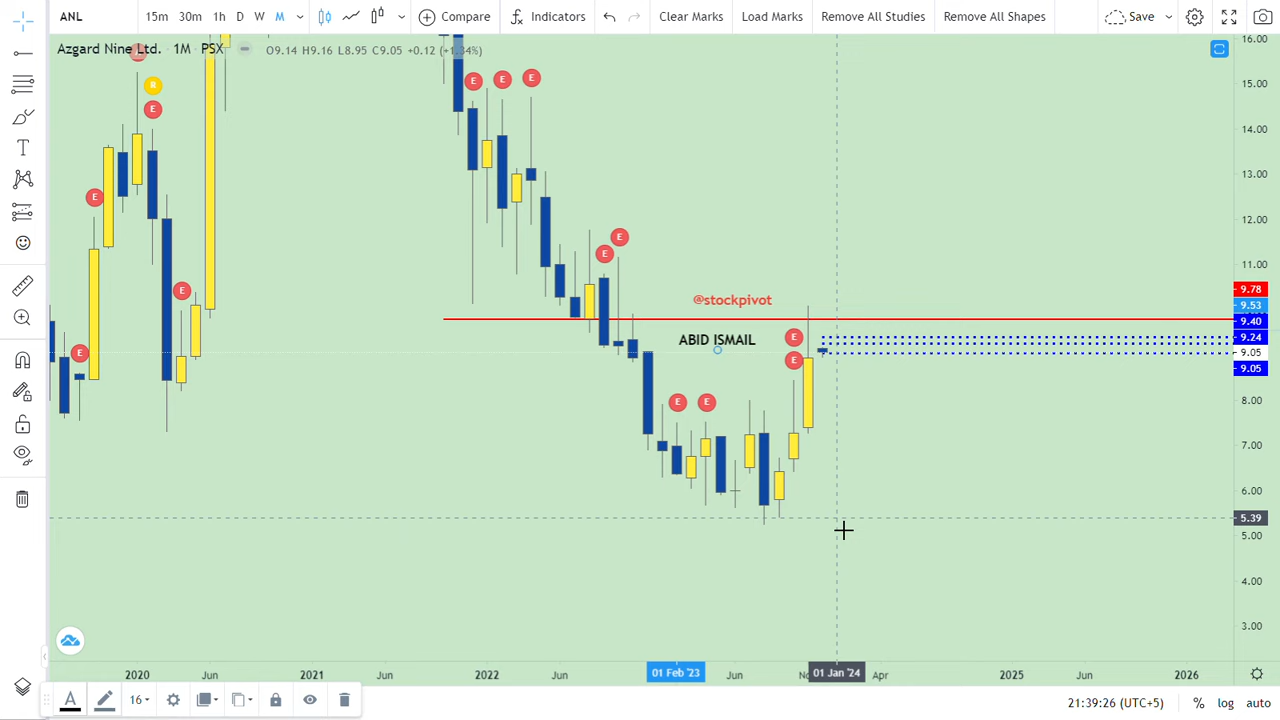 ANL 15m 30m 1h D W M Compare Indicators Clear Marks Load Marks Remove All Studies Remove All Shapes Save
Azgard Nine Ltd. 1M PSX O9.14 H9.16 L8.95 C9.05 +0.12 (+1.34%)
16.00
15.00
14.00
13.00
12.00
11.00
9.78
9.53
9.40
9.24
9.05
9.05
8.00
7.00
6.00
5.39
5.00
4.00
3.00
E E E
R
E
E
E
E
E E
@stockpivot
ABID ISMAIL
E
E
E E
2020 Jun 2021 Jun 2022 Jun 01 Feb '23 Jun 01 Jan '24 Apr 2025 Jun 2026
A 16 21:39:26 (UTC+5) % log auto